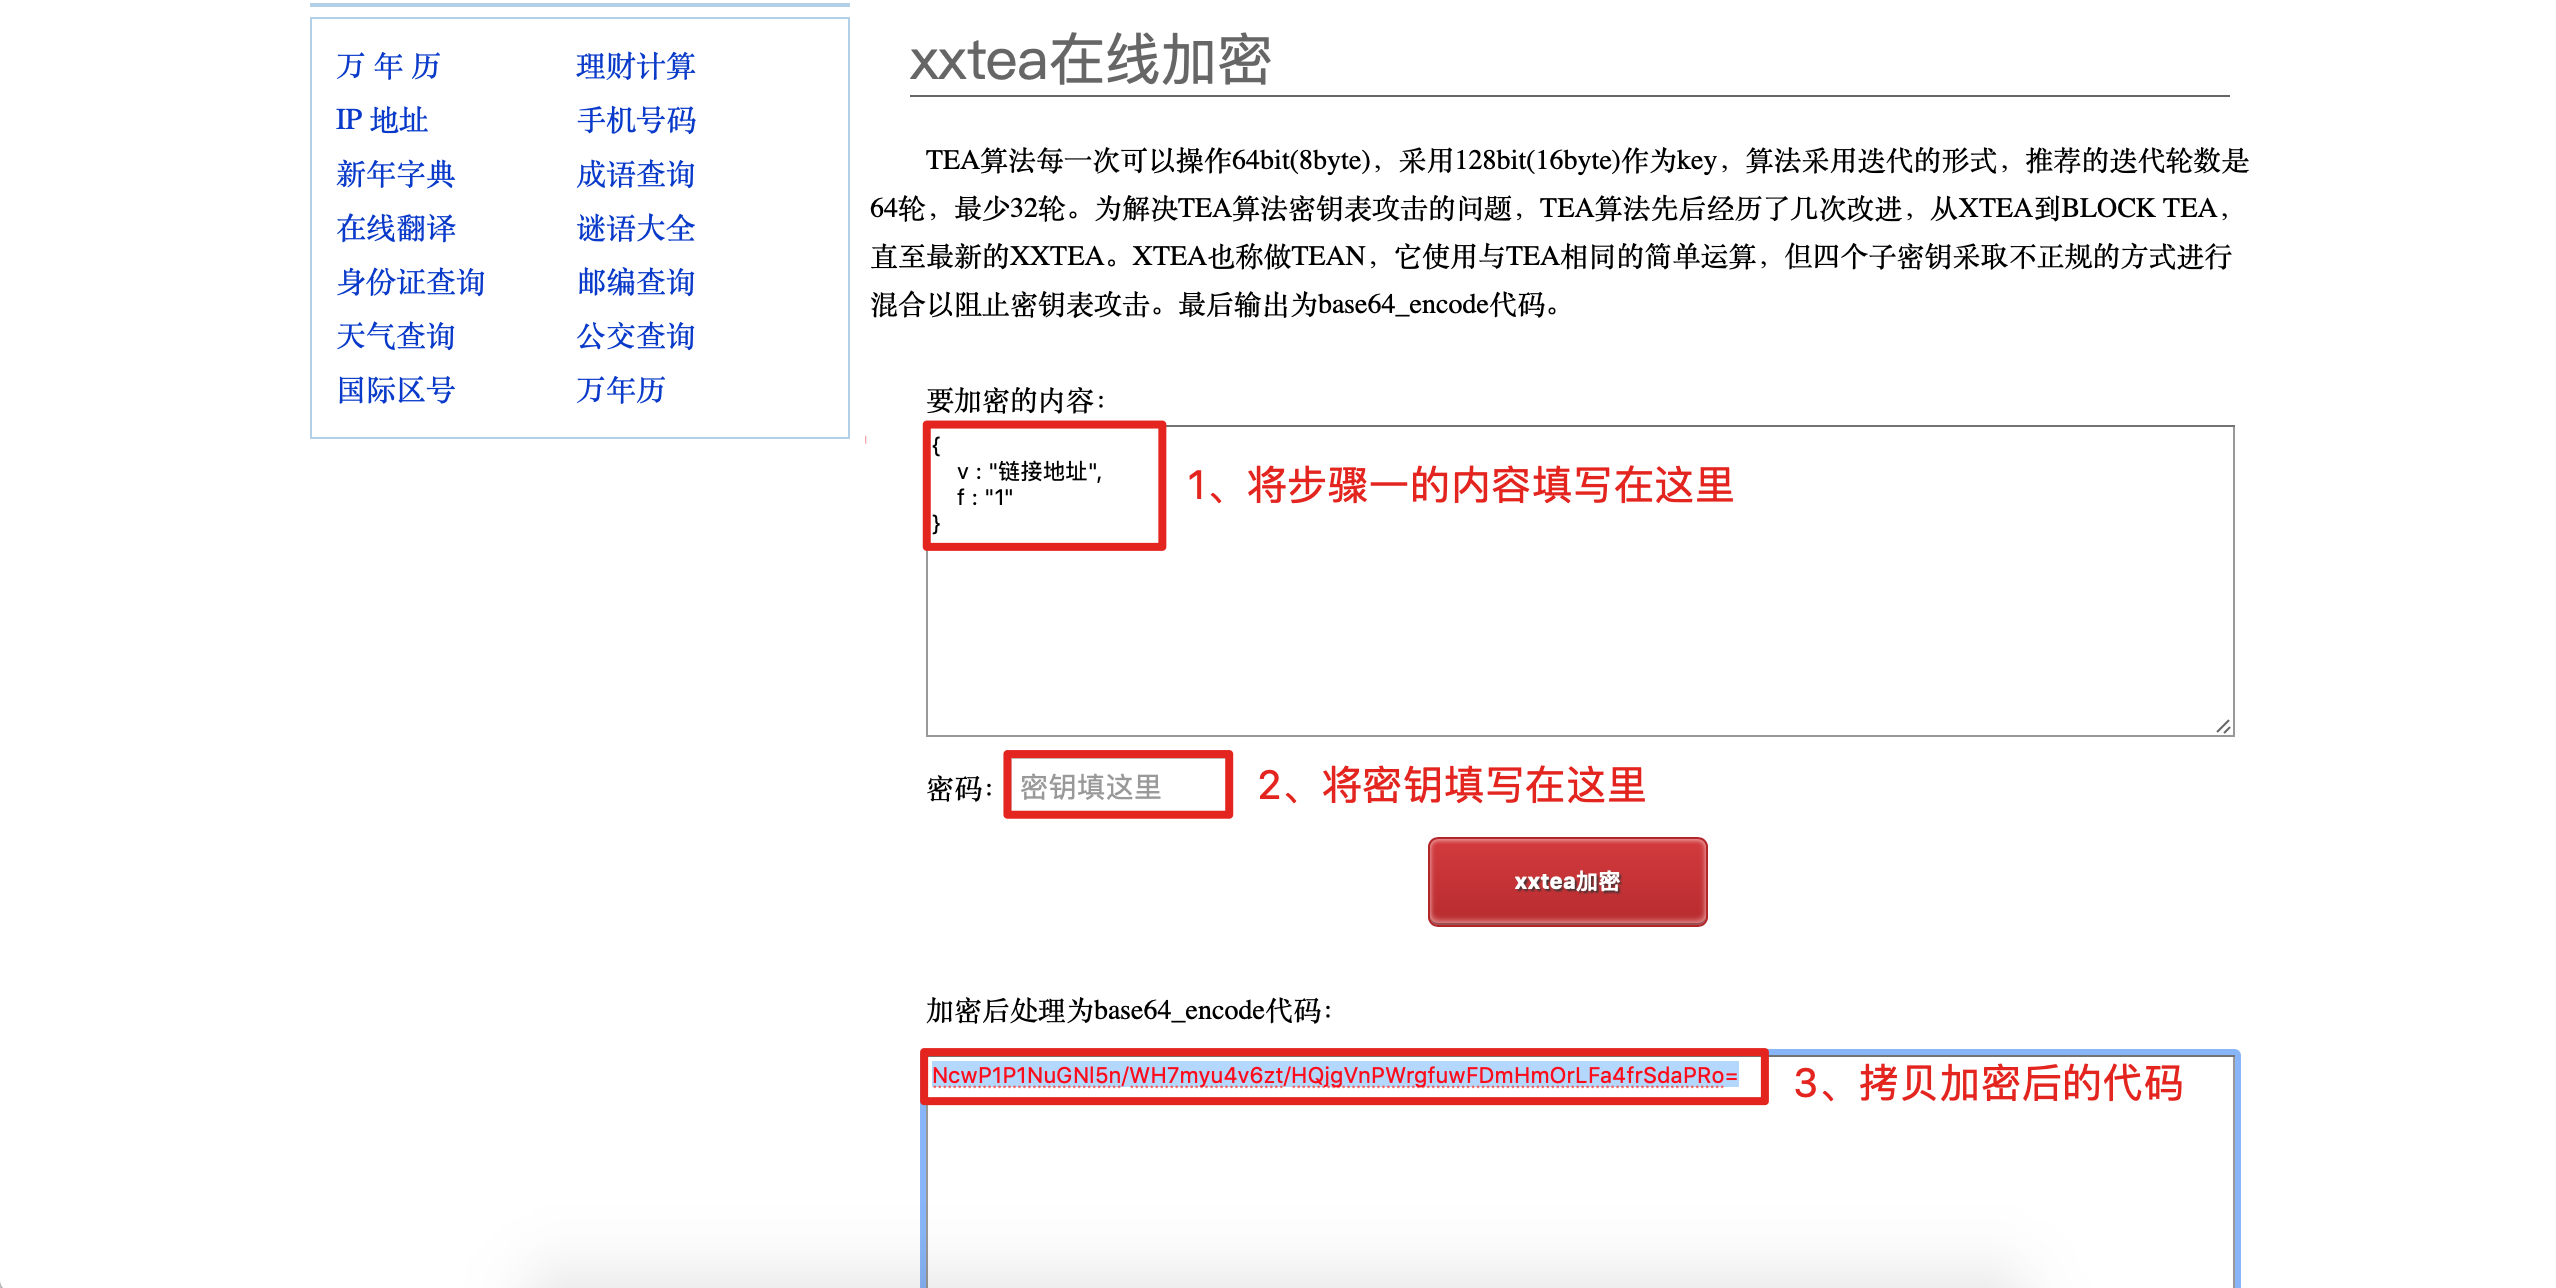 万 年 历
理财计算
IP 地址
手机号码
新年字典
成语查询
在线翻译
谜语大全
身份证查询
邮编查询
天气查询
公交查询
国际区号
万年历
xxtea在线加密
TEA算法每一次可以操作64bit(8byte)，采用128bit(16byte)作为key，算法采用迭代的形式，推荐的迭代轮数是
64轮，最少32轮。为解决TEA算法密钥表攻击的问题，TEA算法先后经历了几次改进，从XTEA到BLOCK TEA，
直至最新的XXTEA。XTEA也称做TEAN，它使用与TEA相同的简单运算，但四个子密钥采取不正规的方式进行
混合以阻止密钥表攻击。最后输出为base64_encode代码。
要加密的内容：
{
v : "链接地址",
f : "1"
}
1、将步骤一的内容填写在这里
密码：
密钥填这里
2、将密钥填写在这里
xxtea加密
加密后处理为base64_encode代码：
NcwP1P1NuGNl5n/WH7myu4v6zt/HQjgVnPWrgfuwFDmHmOrLFa4frSdaPRo=
3、拷贝加密后的代码